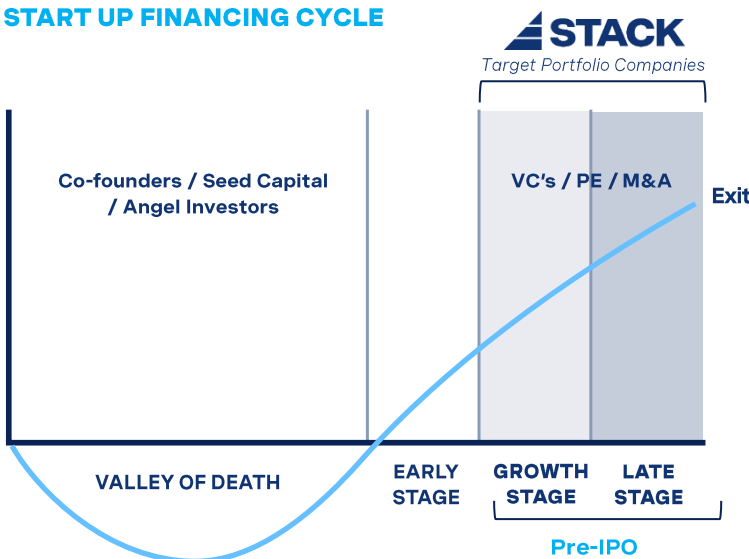 START UP FINANCING CYCLE
STACK
Target Portfolio Companies
Co-founders / Seed Capital
/ Angel Investors
VC's / PE / M&A
Exit
VALLEY OF DEATH
EARLY
STAGE
GROWTH
STAGE
LATE
STAGE
Pre-IPO